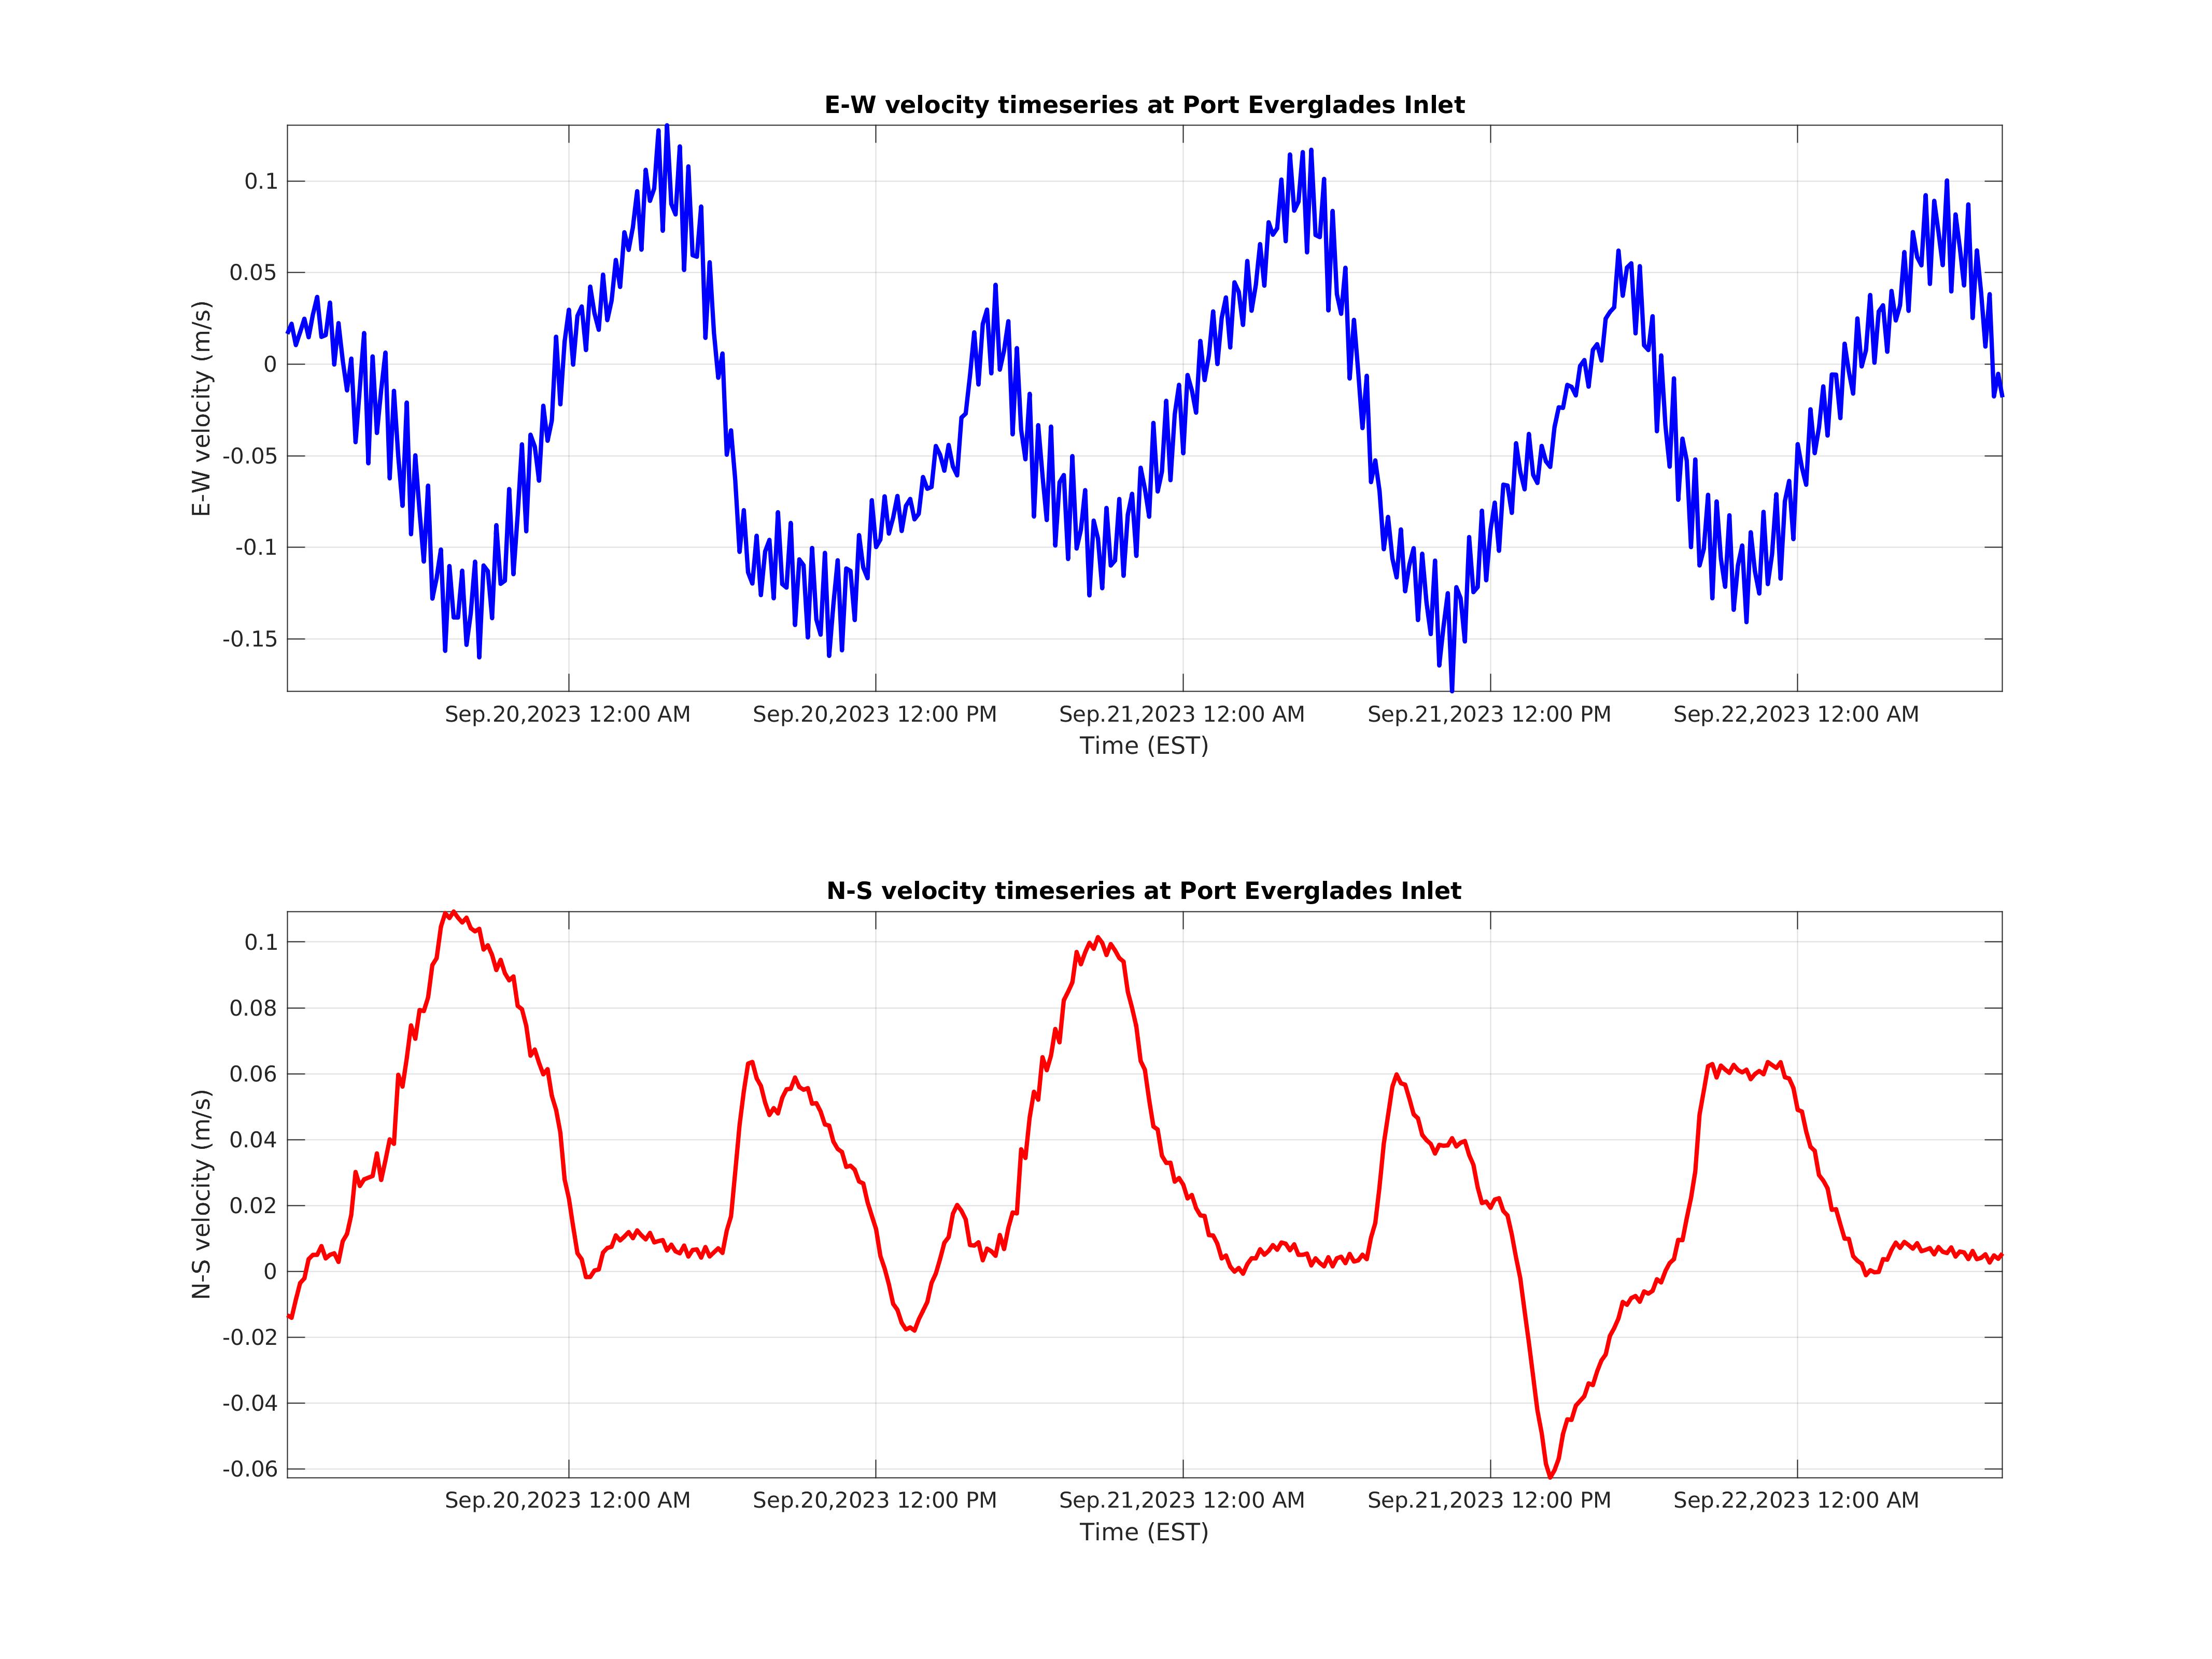 E-W velocity timeseries at Port Everglades Inlet
E-W velocity (m/s)
0.1
0.05
0
-0.05
-0.1
-0.15
Sep.20,2023 12:00 AM Sep.20,2023 12:00 PM Sep.21,2023 12:00 AM Sep.21,2023 12:00 PM Sep.22,2023 12:00 AM
Time (EST)
N-S velocity timeseries at Port Everglades Inlet
N-S velocity (m/s)
0.1
0.08
0.06
0.04
0.02
0
-0.02
-0.04
-0.06
Sep.20,2023 12:00 AM Sep.20,2023 12:00 PM Sep.21,2023 12:00 AM Sep.21,2023 12:00 PM Sep.22,2023 12:00 AM
Time (EST)